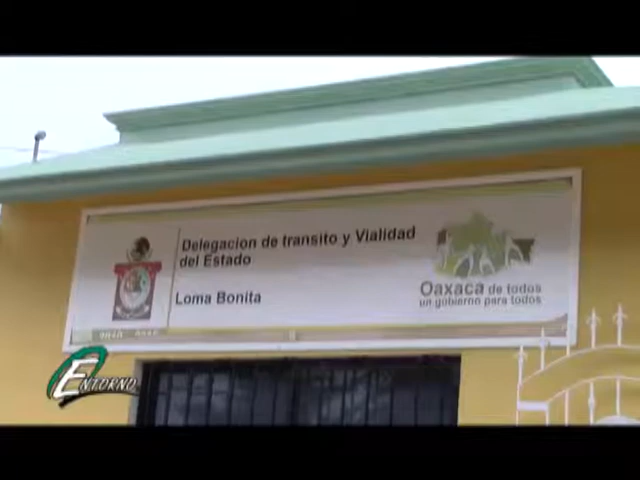 Delegacion de transito y Vialidad
del Estado
Loma Bonita
Oaxaca de todos
un gobierno para todos
ENTORNO